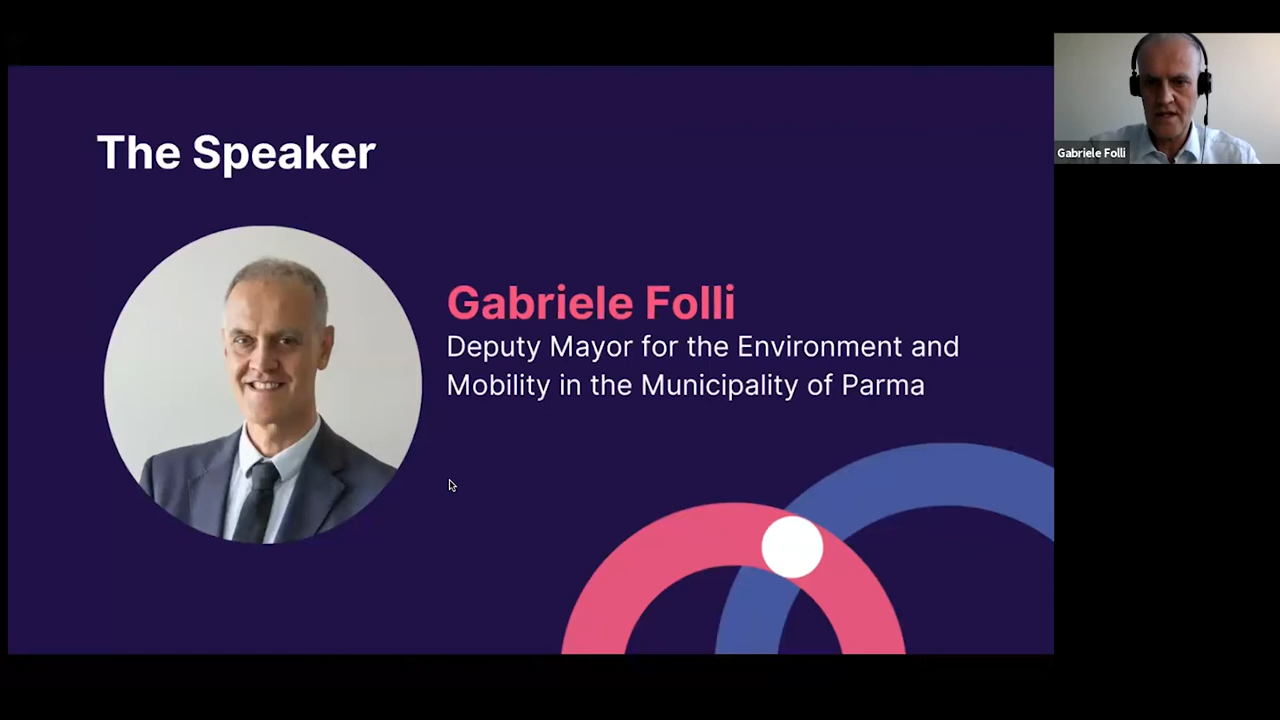 The Speaker
Gabriele Folli
Deputy Mayor for the Environment and
Mobility in the Municipality of Parma
Gabriele Folli